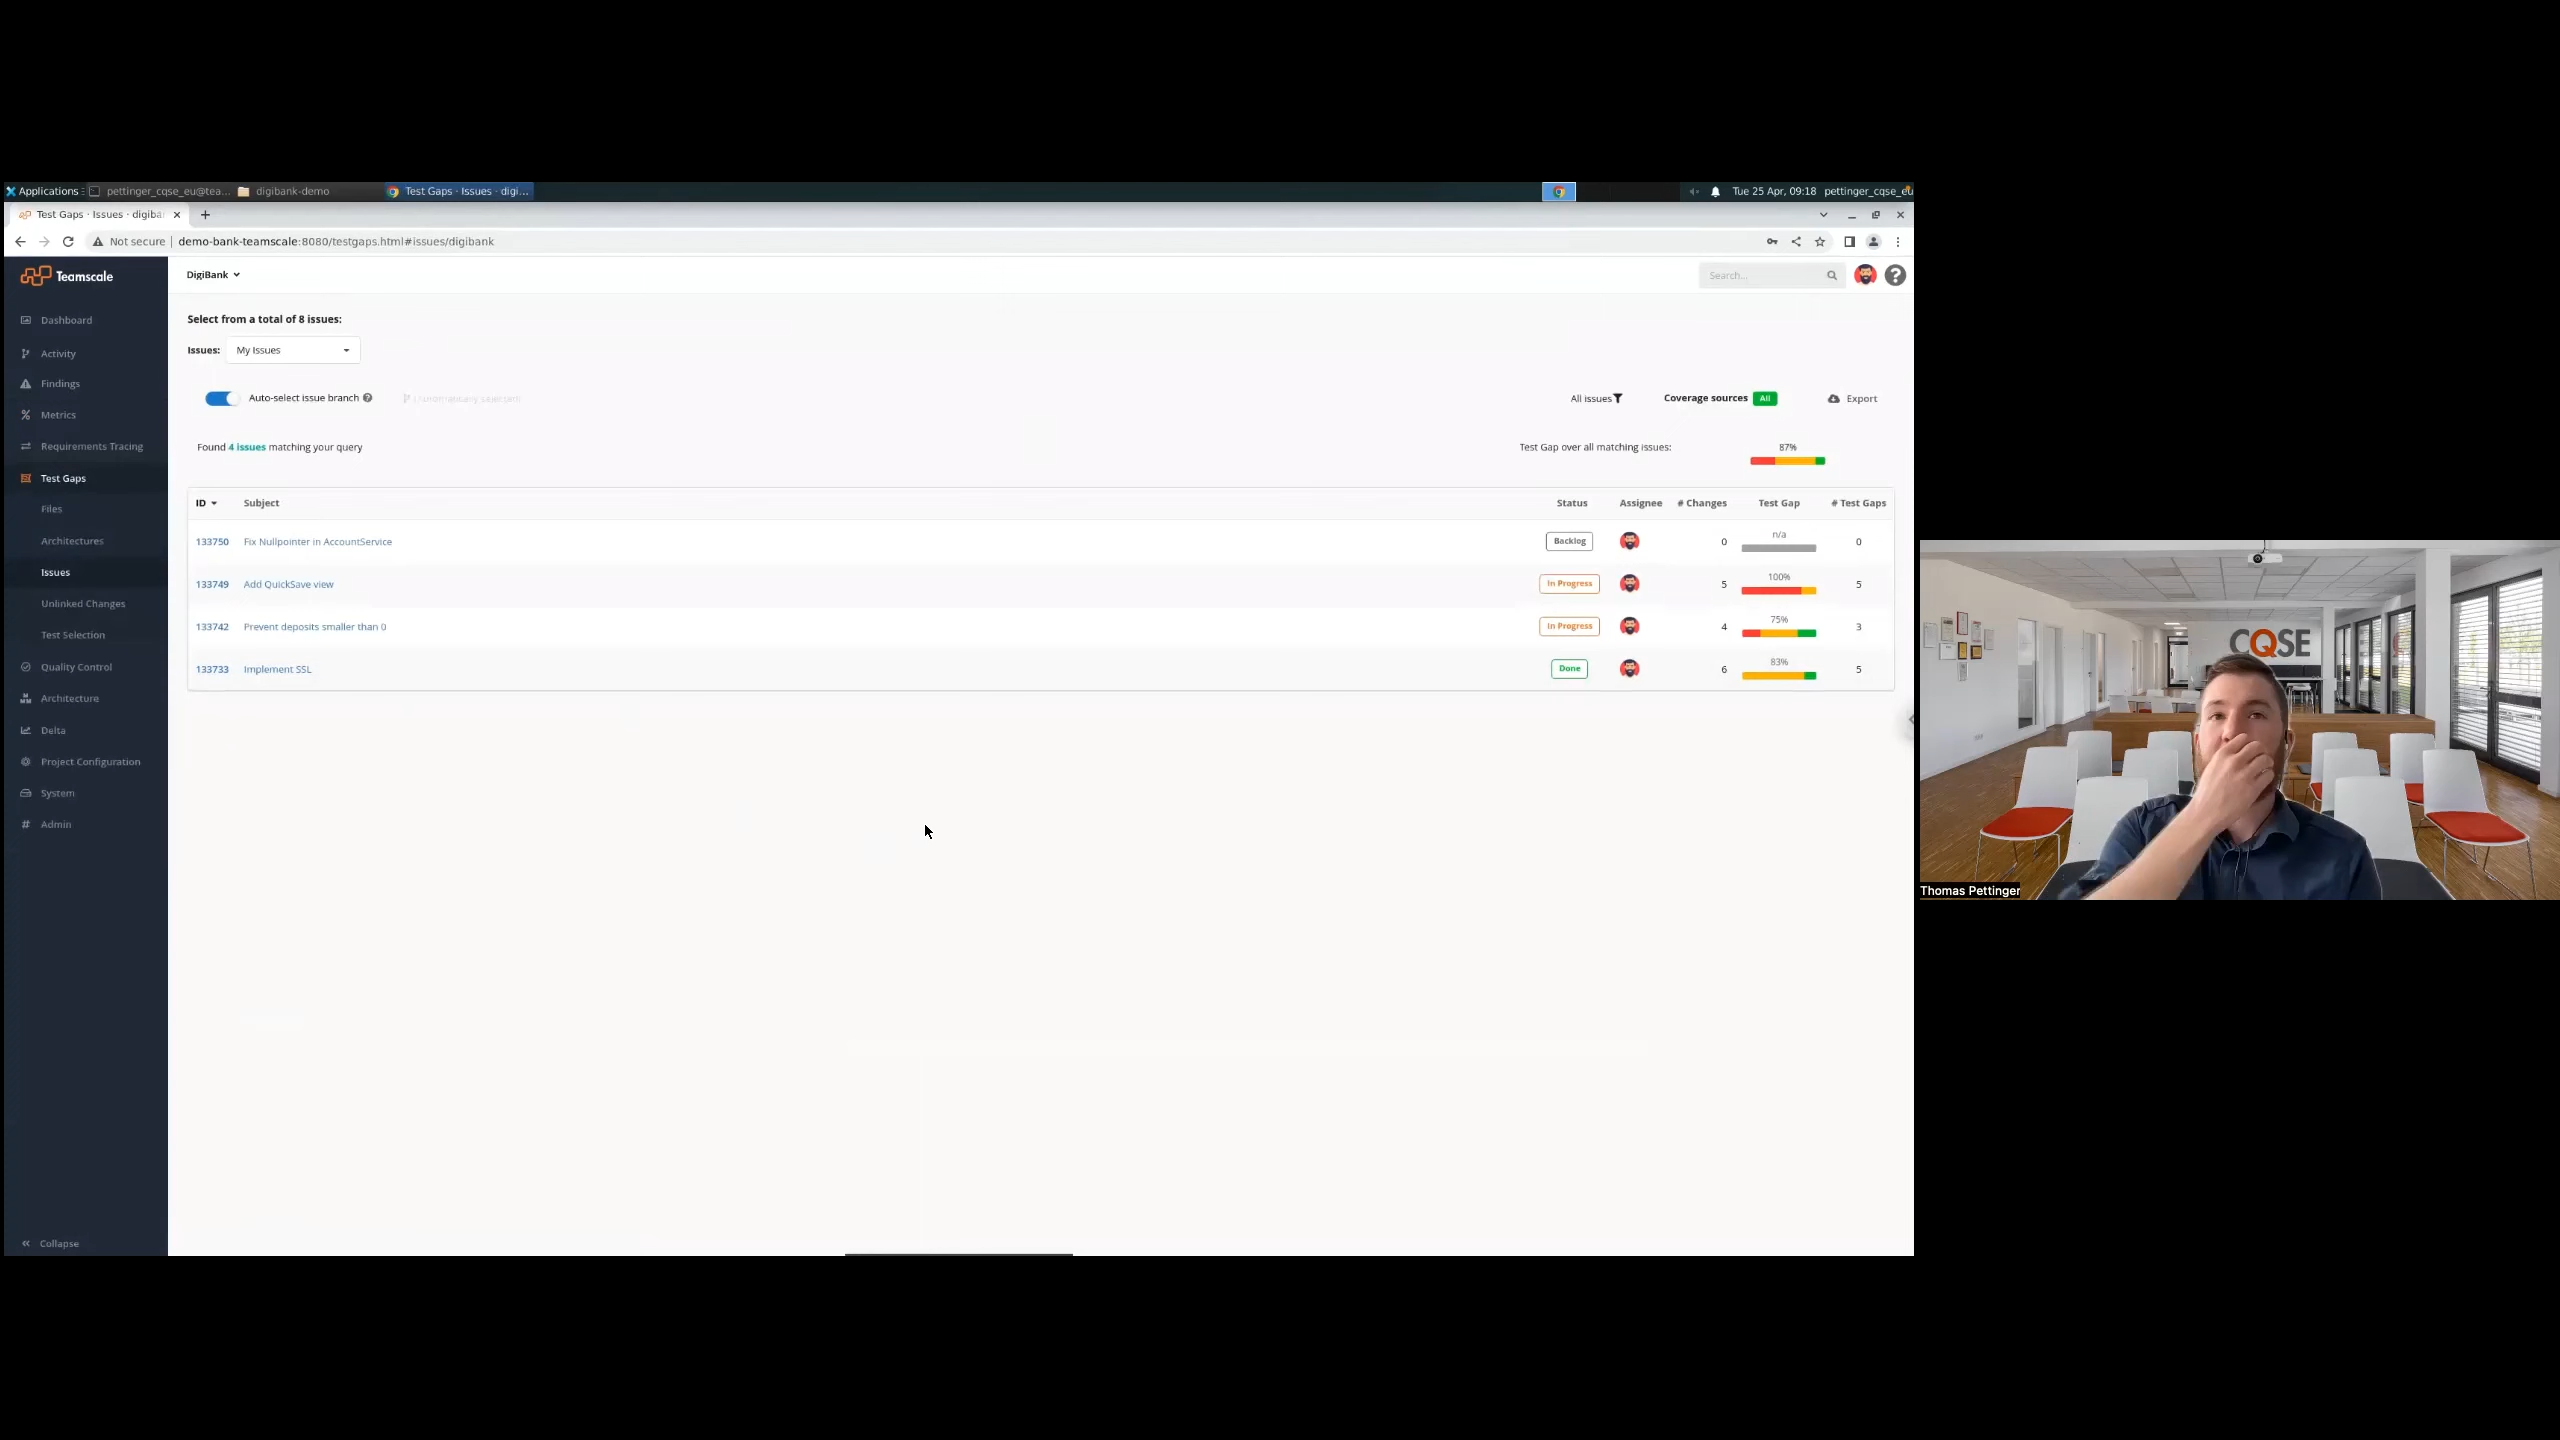 Applications
pettinger_cqse_eu@tea...
digibank-demo
Test Gaps · Issues · digi...
Tue 25 Apr, 09:18
pettinger_cqse_eu
Test Gaps · Issues · digiba
Not secure
demo-bank-teamscale:8080/testgaps.html#issues/digibank
Teamscale
DigiBank
Search...
Dashboard
Activity
Findings
Metrics
Requirements Tracing
Test Gaps
Files
Architectures
Issues
Unlinked Changes
Test Selection
Quality Control
Architecture
Delta
Project Configuration
System
Admin
Collapse
Select from a total of 8 issues:
Issues: My Issues
Auto-select issue branch
All issues
Coverage sources All
Export
Found 4 issues matching your query
Test Gap over all matching issues: 87%
ID Subject Status Assignee # Changes Test Gap # Test Gaps
133750 Fix Nullpointer in AccountService Backlog 0 n/a 0
133749 Add QuickSave view In Progress 5 100% 5
133742 Prevent deposits smaller than 0 In Progress 4 75% 3
133733 Implement SSL Done 6 83% 5
CQSE
Thomas Pettinger